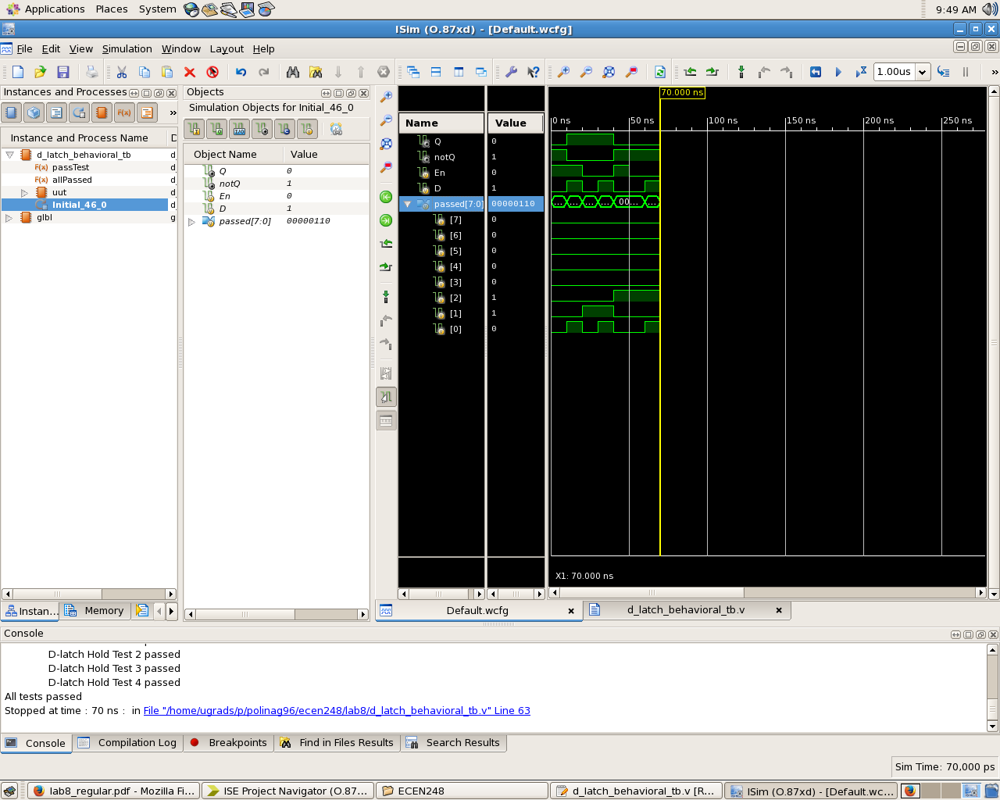 Applications Places System 9:49 AM
ISim (O.87xd) - [Default.wcfg]
File Edit View Simulation Window Layout Help
1.00us
Instances and Processes
Instance and Process Name D
d_latch_behavioral_tb d_
F(x) passTest d_
F(x) allPassed d_
uut d_
Initial_46_0 d_
glbl g
Instan... Memory
Objects
Simulation Objects for Initial_46_0
Object Name Value
Q 0
notQ 1
En 0
D 1
passed[7:0] 00000110
Name Value
Q 0
notQ 1
En 0
D 1
passed[7:0] 00000110
[7] 0
[6] 0
[5] 0
[4] 0
[3] 0
[2] 1
[1] 1
[0] 0
70.000 ns
0 ns 50 ns 100 ns 150 ns 200 ns 250 ns
... ... ... ... 00... ...
X1: 70.000 ns
Default.wcfg d_latch_behavioral_tb.v
Console
D-latch Hold Test 2 passed
D-latch Hold Test 3 passed
D-latch Hold Test 4 passed
All tests passed
Stopped at time : 70 ns : in File "/home/ugrads/p/polinag96/ecen248/lab8/d_latch_behavioral_tb.v" Line 63
Console Compilation Log Breakpoints Find in Files Results Search Results
Sim Time: 70,000 ps
lab8_regular.pdf - Mozilla Fi... ISE Project Navigator (O.87... ECEN248 d_latch_behavioral_tb.v [R... ISim (O.87xd) - [Default.wc...